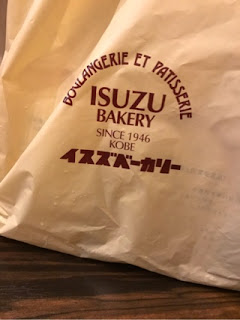 BOULANGERIE ET PATISSERIE
ISUZU
BAKERY
SINCE 1946
KOBE
イスズベーカリー